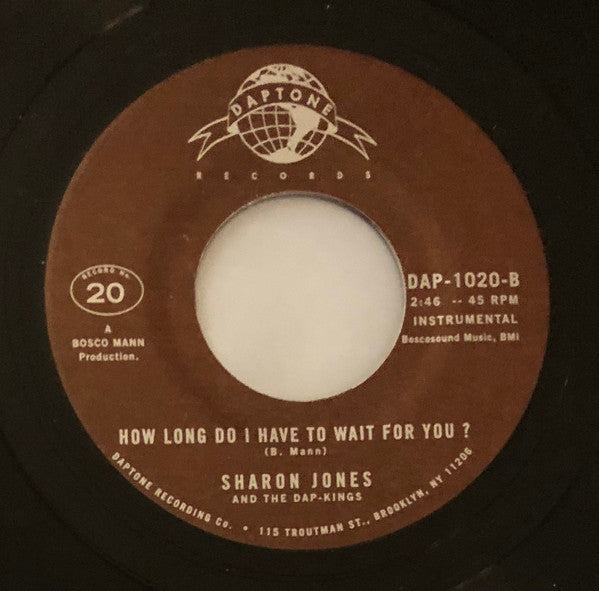 DAPTONE
RECORDS
RECORD No.
20
A
BOSCO MANN
Production.
DAP-1020-B
2:46 -- 45 RPM
INSTRUMENTAL
Boscosound Music, BMI
HOW LONG DO I HAVE TO WAIT FOR YOU ?
(B. Mann)
SHARON JONES
AND THE DAP-KINGS
DAPTONE RECORDING Co. • 115 TROUTMAN ST., BROOKLYN, NY 11206